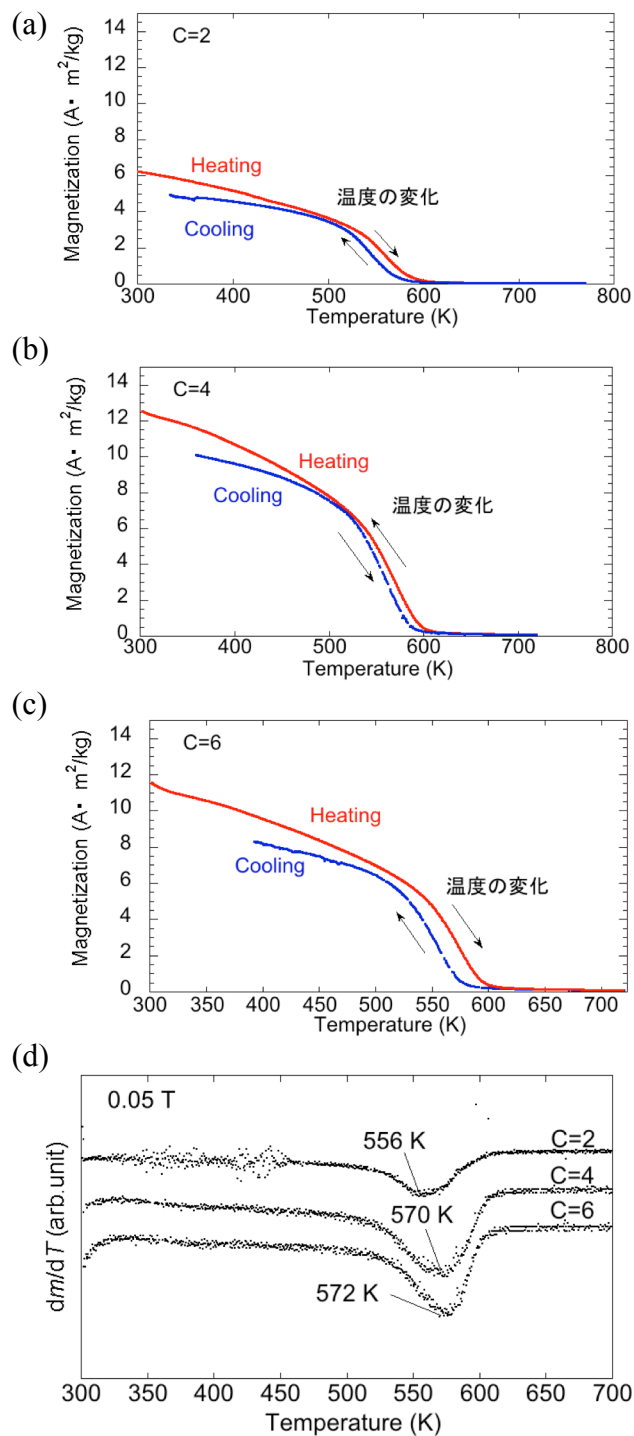 (a)
C=2
Magnetization (A· m²/kg)
14
12
10
8
6
4
2
0
Heating
Cooling
温度の変化
300 400 500 600 700 800
Temperature (K)
(b)
C=4
Magnetization (A· m²/kg)
14
12
10
8
6
4
2
0
Heating
Cooling
温度の変化
300 400 500 600 700 800
Temperature (K)
(c)
C=6
Magnetization (A· m²/kg)
14
12
10
8
6
4
2
0
Heating
Cooling
温度の変化
300 350 400 450 500 550 600 650 700
Temperature (K)
(d)
0.05 T
dm/dT (arb.unit)
556 K
C=2
C=4
570 K
C=6
572 K
300 350 400 450 500 550 600 650 700
Temperature (K)